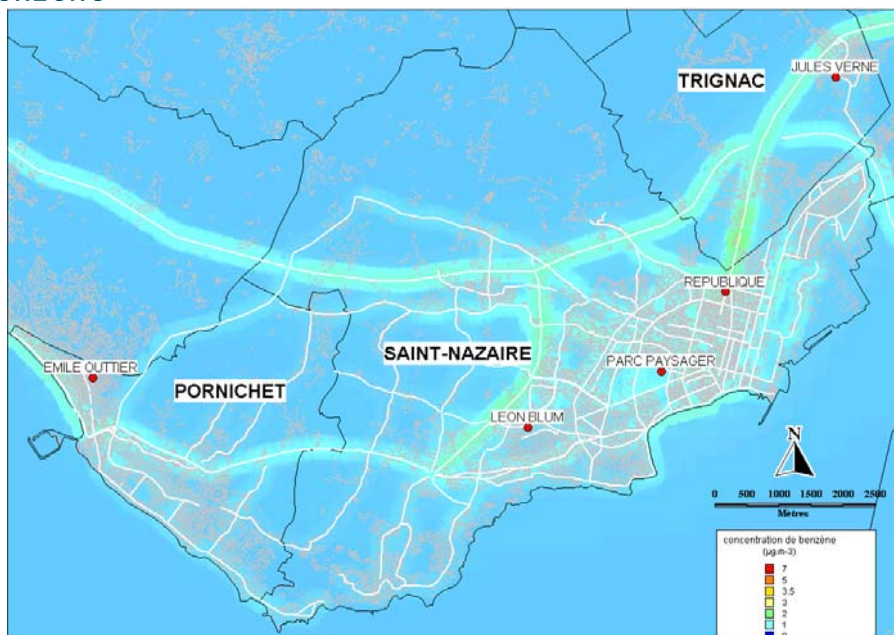 JULES VERNE
TRIGNAC
REPUBLIQUE
SAINT-NAZAIRE
PARC PAYSAGER
EMILE OUTTIER
PORNICHET
LEON BLUM
N
0 500 1000 1500 2000 2500
Mètres
concentration de benzène
(µg.m-3)
7
5
3.5
3
2
1